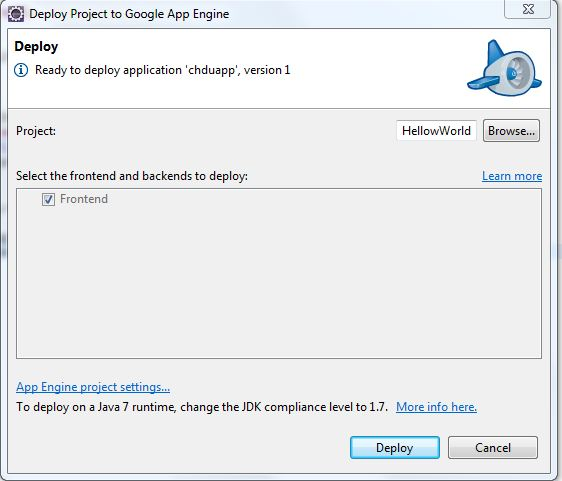 Deploy Project to Google App Engine
Deploy
Ready to deploy application 'chduapp', version 1
Project:
HellowWorld
Browse...
Select the frontend and backends to deploy:
Learn more
Frontend
App Engine project settings...
To deploy on a Java 7 runtime, change the JDK compliance level to 1.7. More info here.
Deploy
Cancel